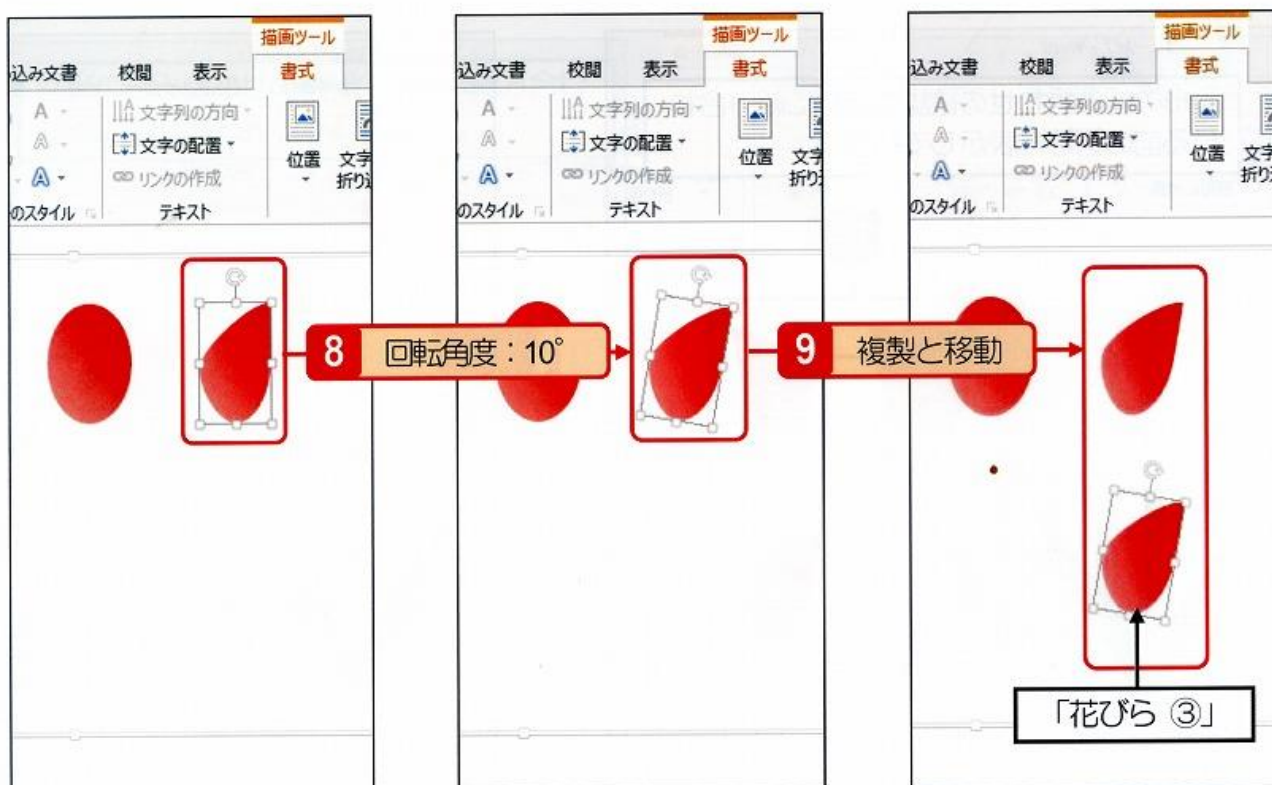 描画ツール
込み文書 校閲 表示 書式
A 文字列の方向
A 文字の配置
A リンクの作成
位置
文字
折り
のスタイル テキスト
描画ツール
込み文書 校閲 表示 書式
A 文字列の方向
A 文字の配置
A リンクの作成
位置
文字
折り
のスタイル テキスト
描画ツール
込み文書 校閲 表示 書式
A 文字列の方向
A 文字の配置
A リンクの作成
位置
文字
折り
のスタイル テキスト
8 回転角度：10°
9 複製と移動
「花びら ③」